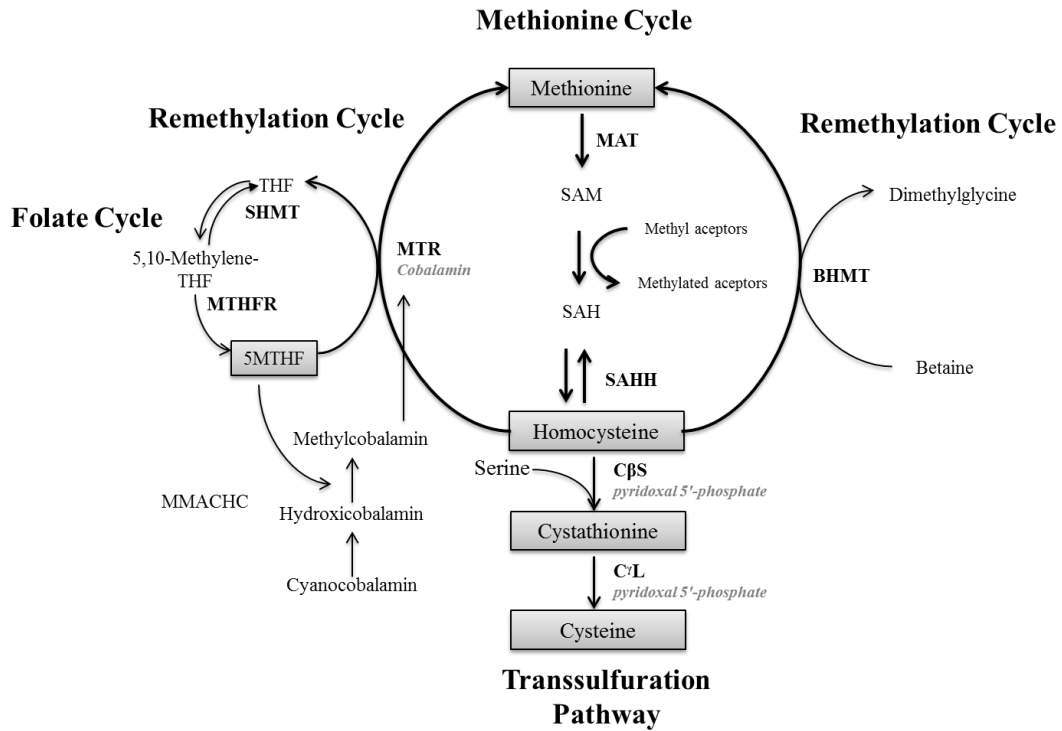 Methionine Cycle
Methionine
Remethylation Cycle
Remethylation Cycle
MAT
THF
SHMT
SAM
Dimethylglycine
Folate Cycle
Methyl aceptors
MTR
Cobalamin
5,10-Methylene-
THF
Methylated aceptors
BHMT
MTHFR
SAH
5MTHF
SAHH
Betaine
Methylcobalamin
Homocysteine
Serine
CβS
pyridoxal 5'-phosphate
MMACHC
Hydroxicobalamin
Cystathionine
Cyanocobalamin
CγL
pyridoxal 5'-phosphate
Cysteine
Transsulfuration
Pathway